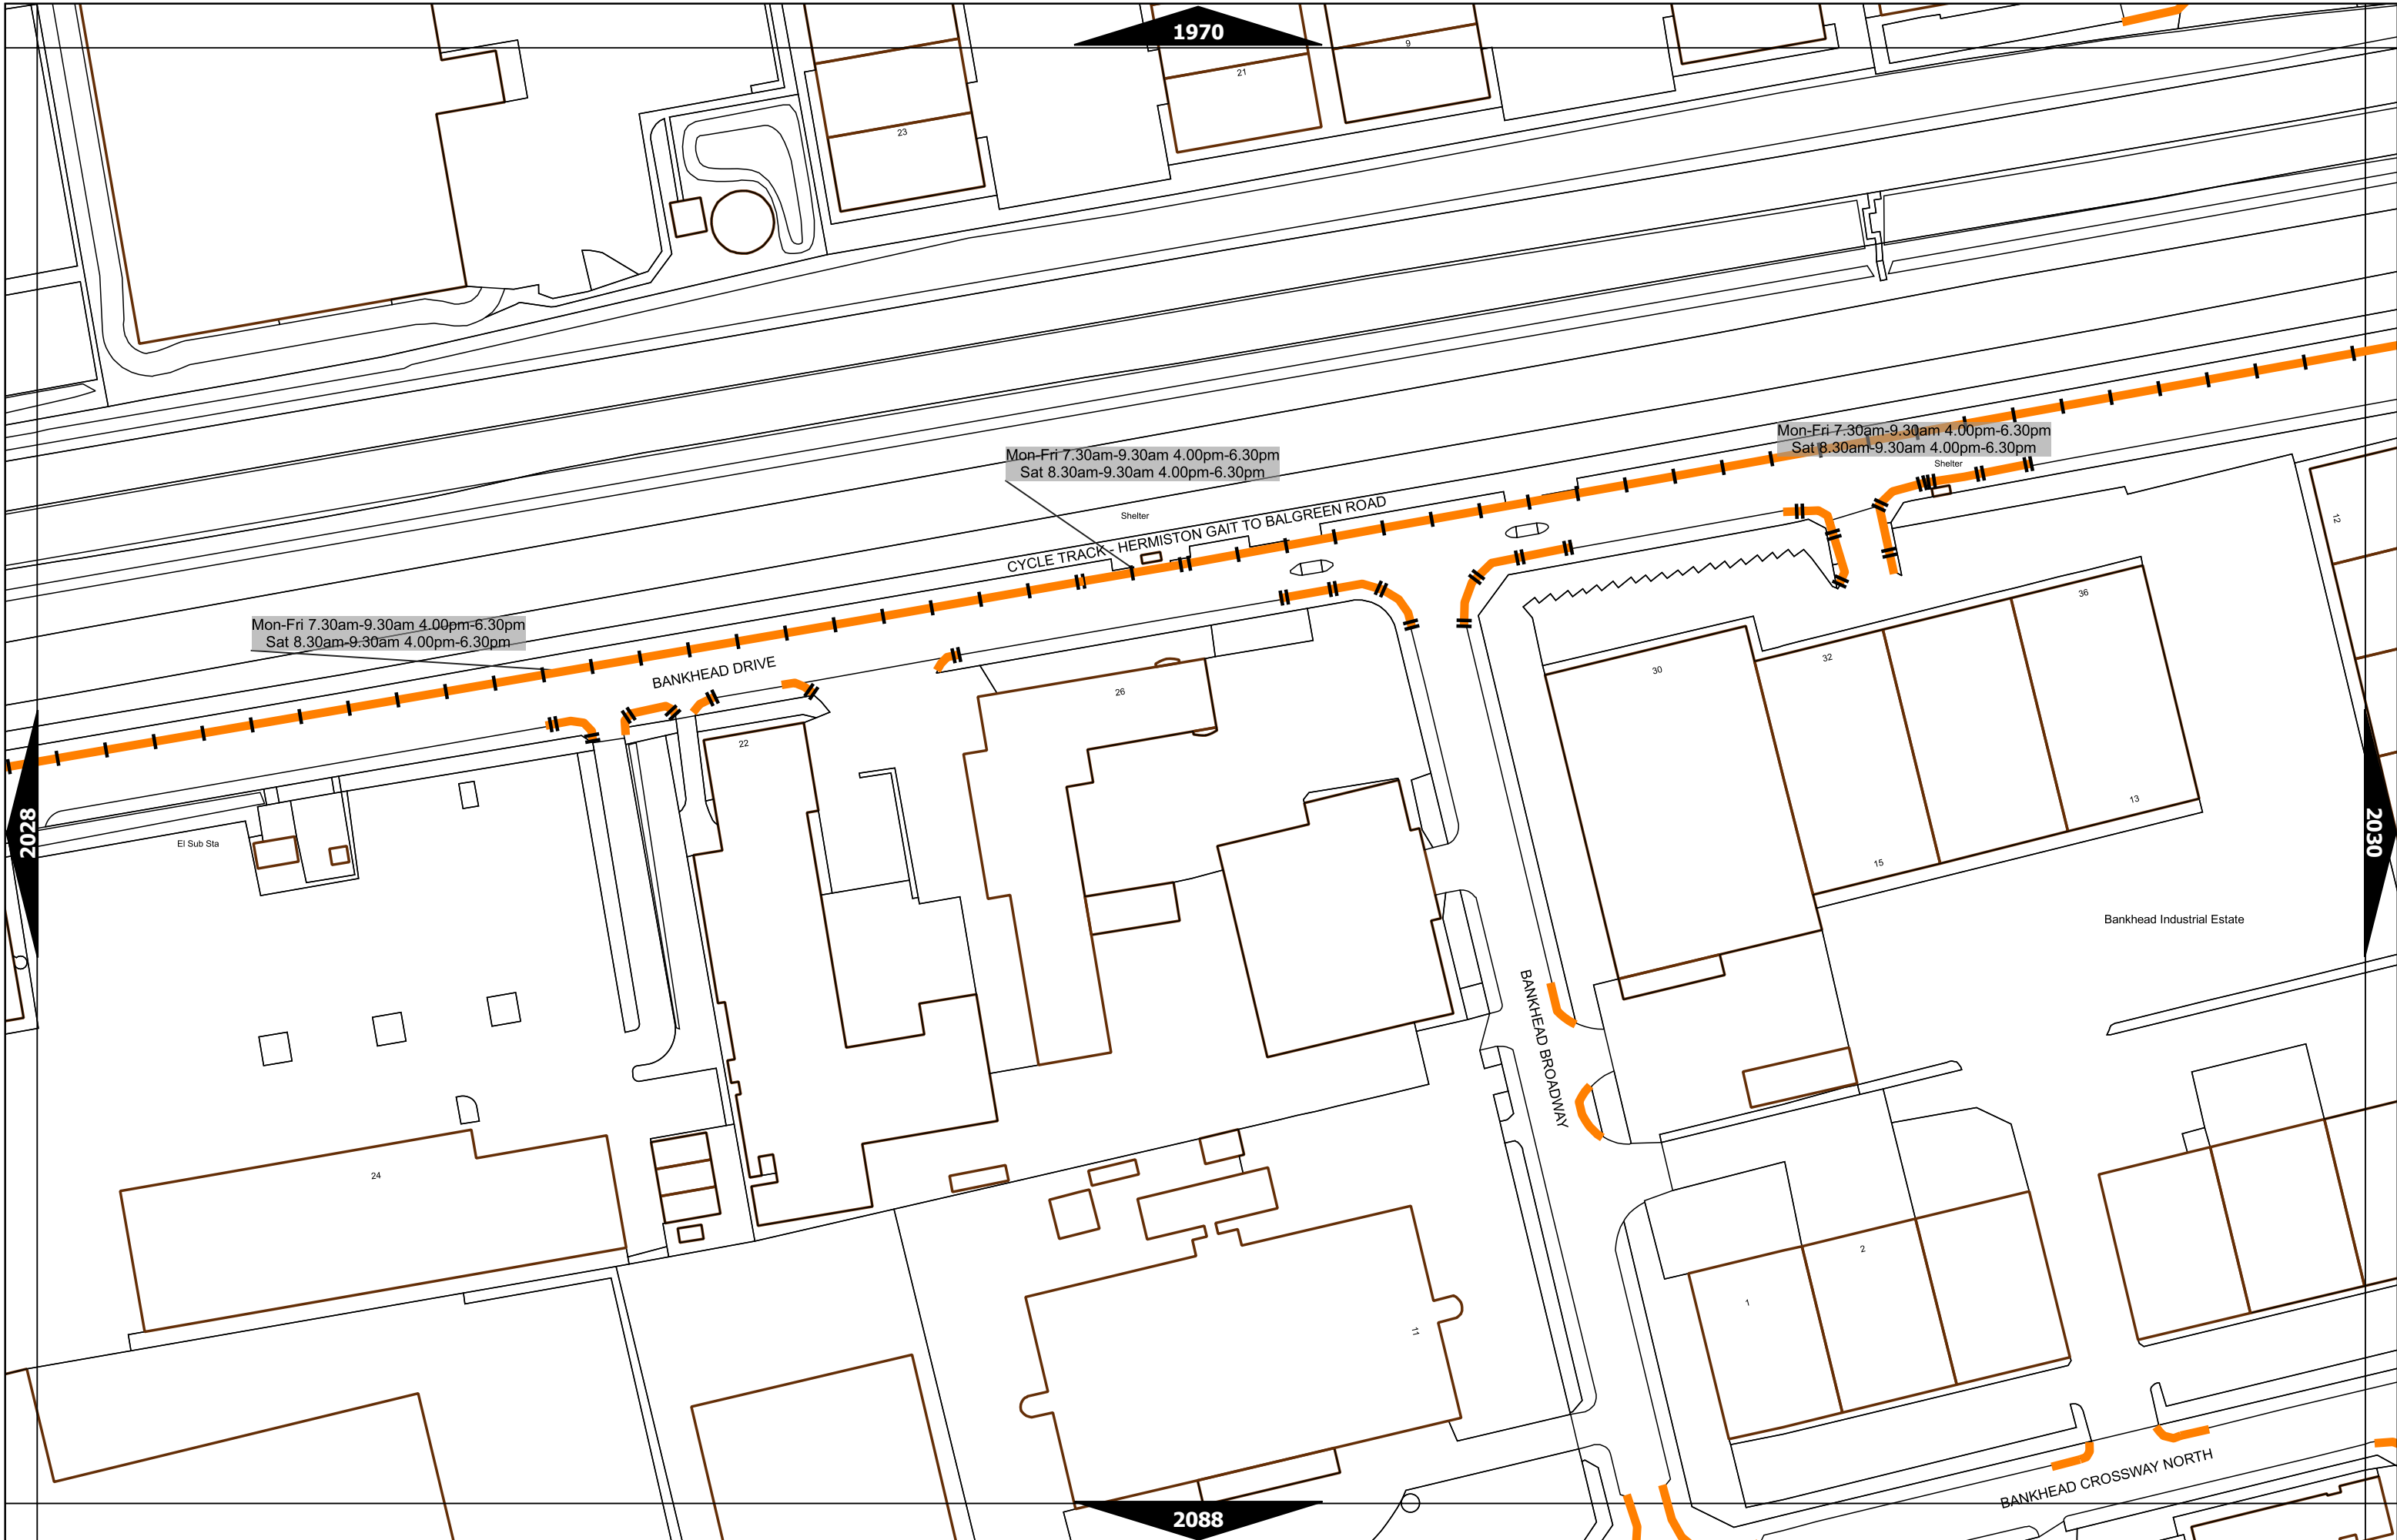 1970
9
21
23
Mon-Fri 7.30am-9.30am 4.00pm-6.30pm
Sat 8.30am-9.30am 4.00pm-6.30pm
Shelter
12
Mon-Fri 7.30am-9.30am 4.00pm-6.30pm
Sat 8.30am-9.30am 4.00pm-6.30pm
Shelter
CYCLE TRACK - HERMISTON GAIT TO BALGREEN ROAD
Mon-Fri 7.30am-9.30am 4.00pm-6.30pm
Sat 8.30am-9.30am 4.00pm-6.30pm
BANKHEAD DRIVE
36
32
30
26
22
13
15
2028
El Sub Sta
2030
Bankhead Industrial Estate
BANKHEAD BROADWAY
24
2
1
11
BANKHEAD CROSSWAY NORTH
2088